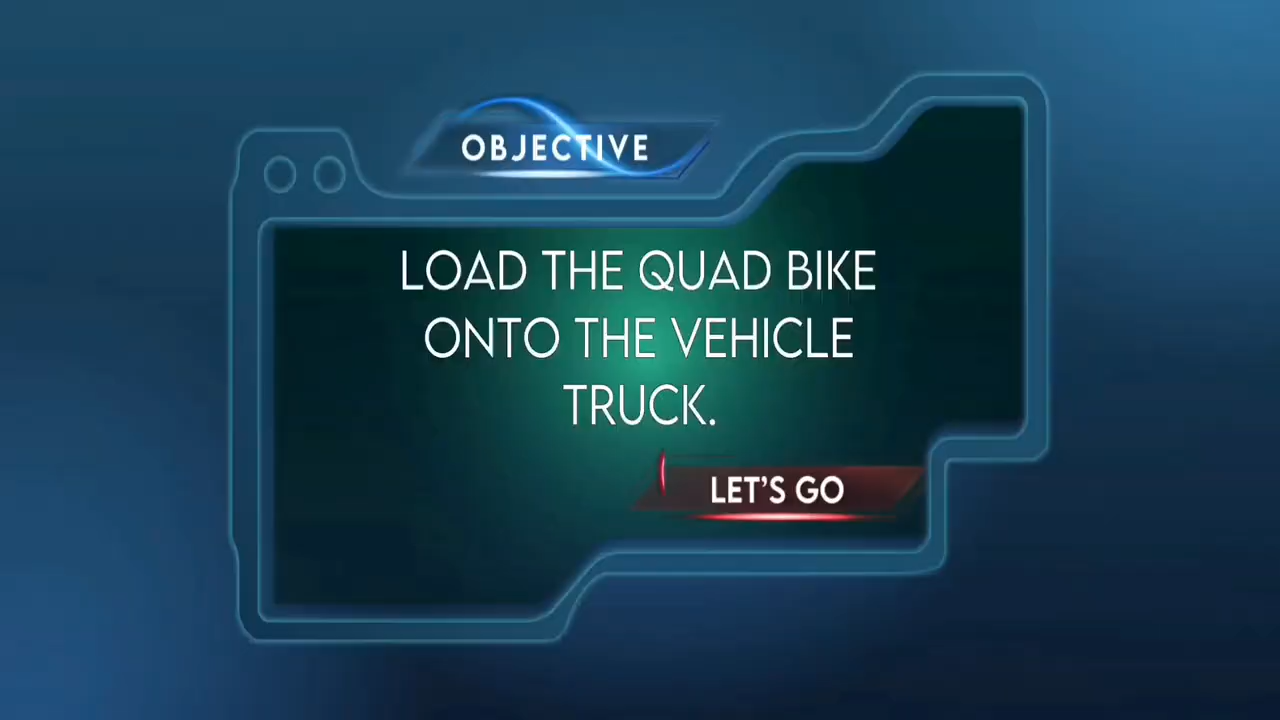 OBJECTIVE
LOAD THE QUAD BIKE
ONTO THE VEHICLE
TRUCK.
LET'S GO